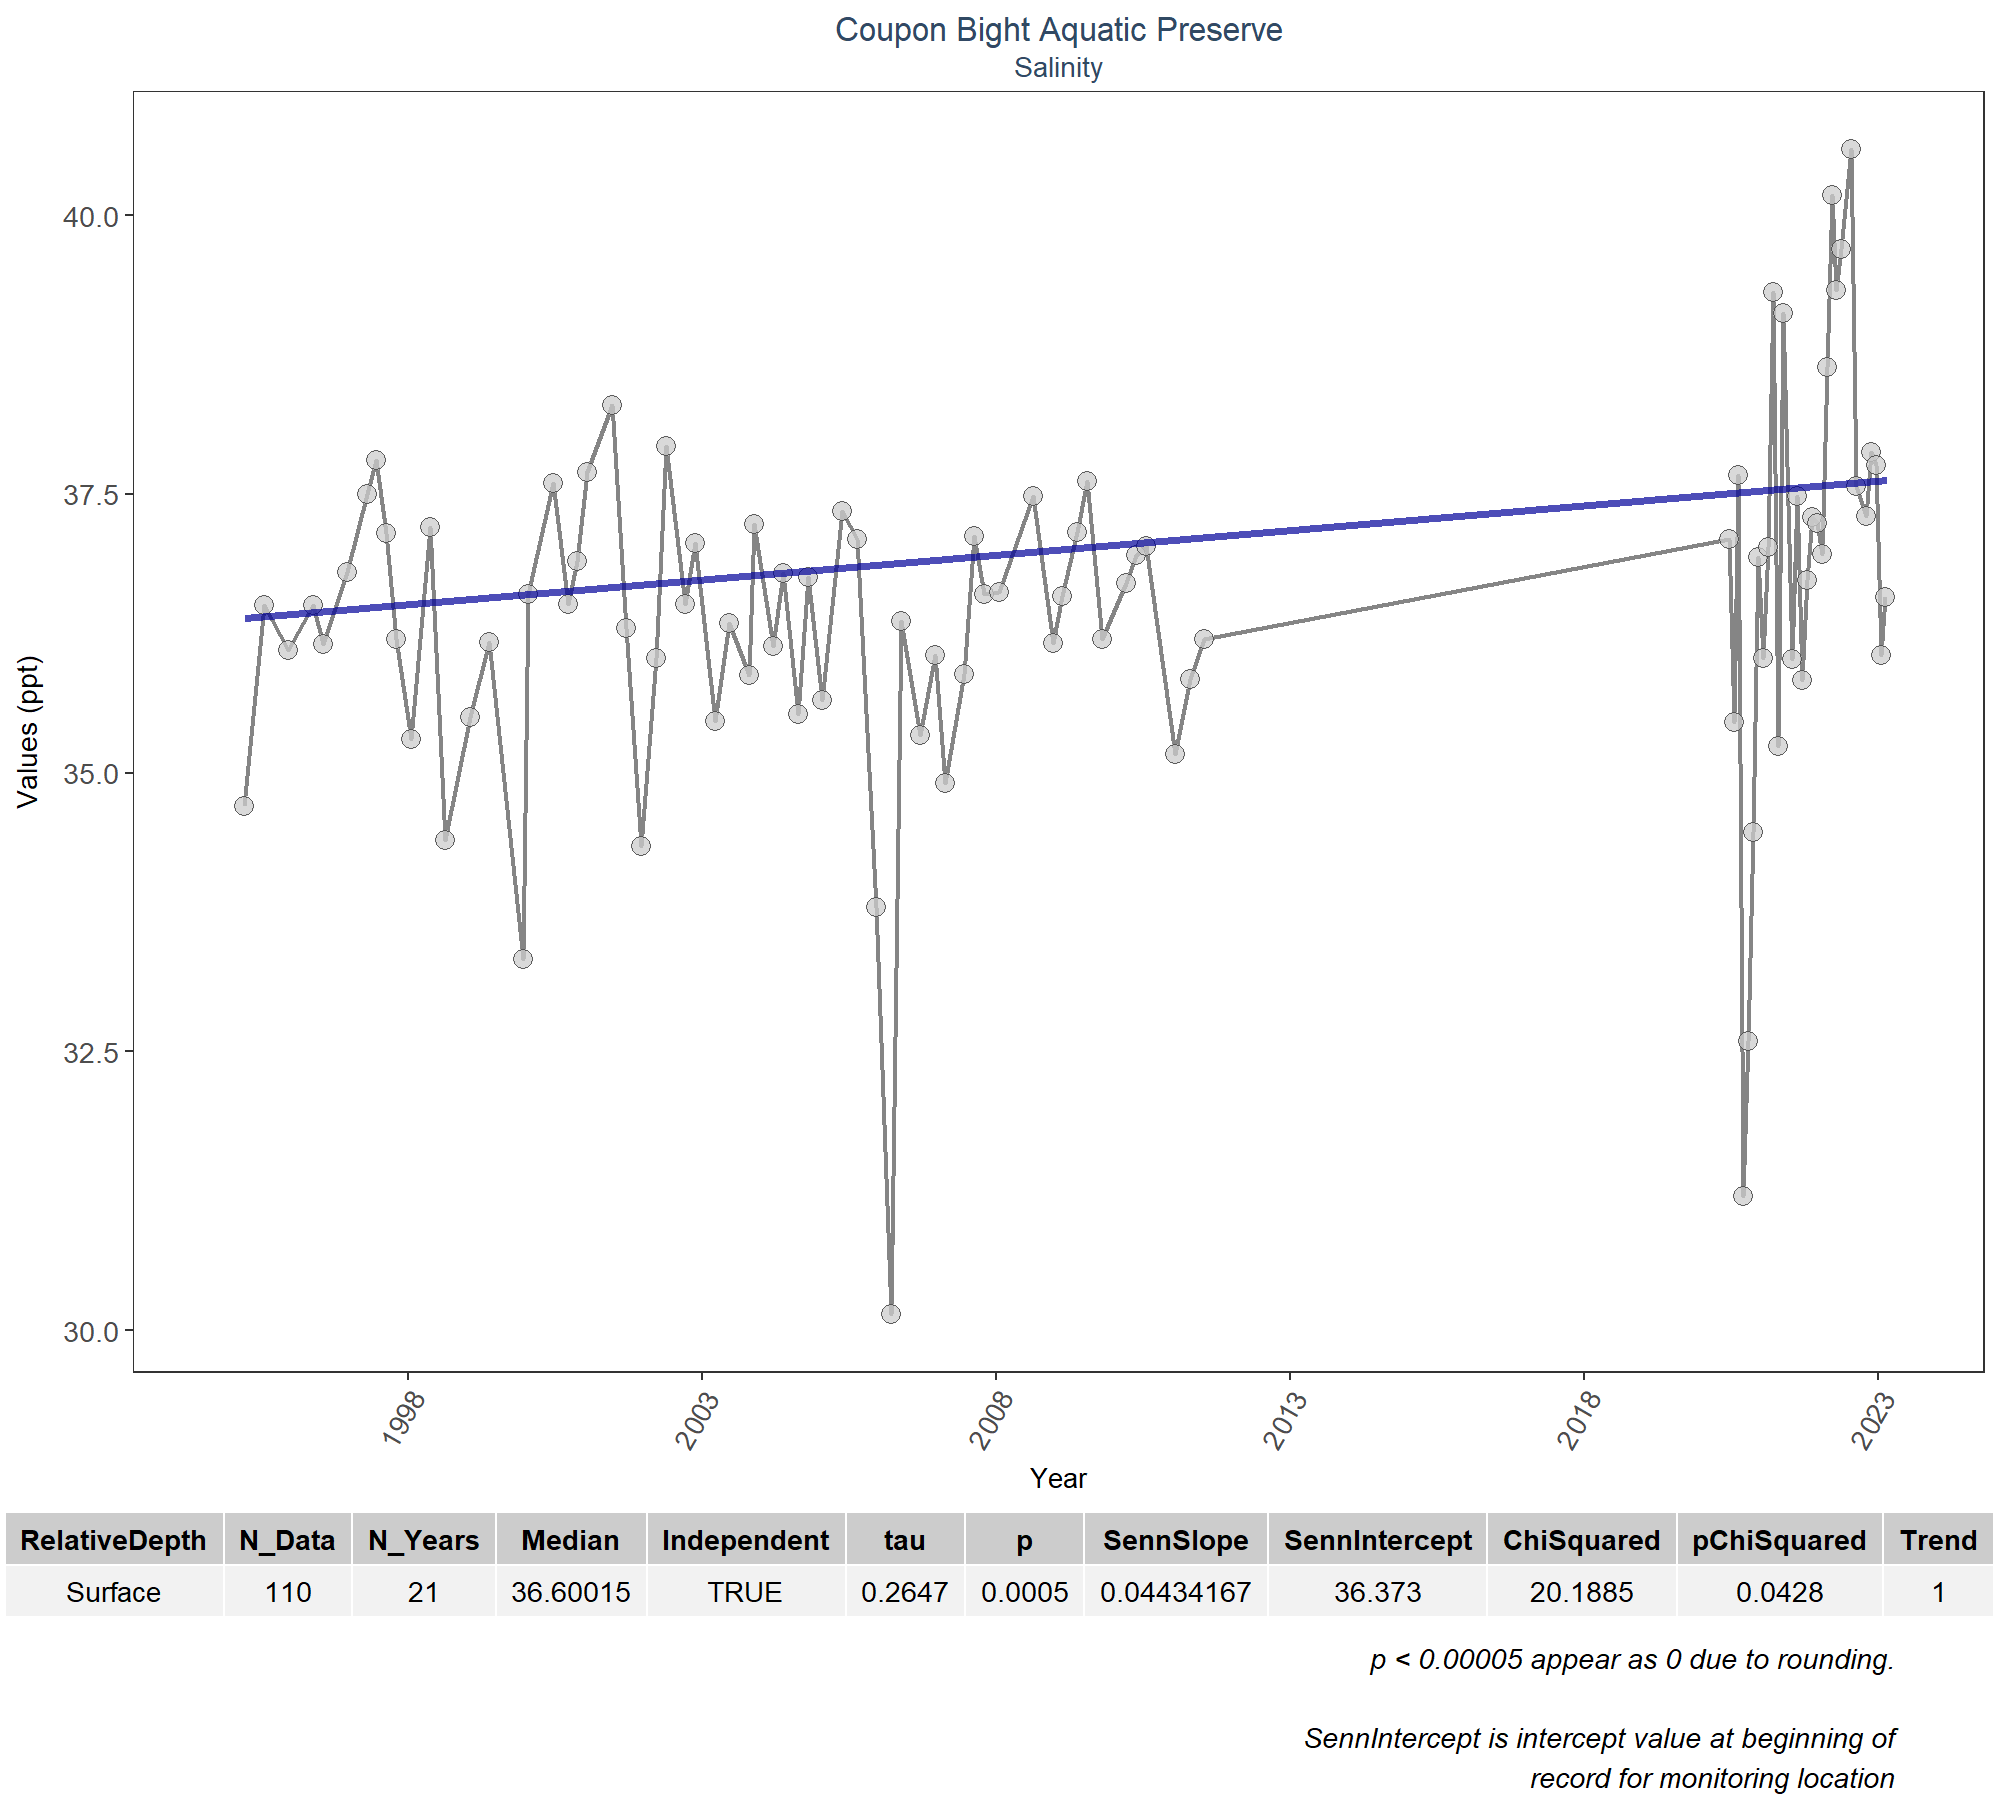 Coupon Bight Aquatic Preserve
Salinity
Values (ppt)
40.0
37.5
35.0
32.5
30.0
1998 2003 2008 2013 2018 2023
Year
RelativeDepth N_Data N_Years Median Independent tau p SennSlope SennIntercept ChiSquared pChiSquared Trend
Surface 110 21 36.60015 TRUE 0.2647 0.0005 0.04434167 36.373 20.1885 0.0428 1
p < 0.00005 appear as 0 due to rounding.
SennIntercept is intercept value at beginning of
record for monitoring location